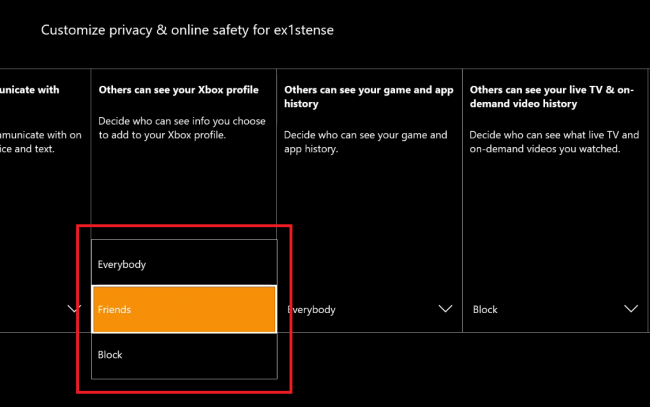 Customize privacy & online safety for ex1stense
unicate with
mmunicate with on
ice and text.
Others can see your Xbox profile
Decide who can see info you choose
to add to your Xbox profile.
Everybody
Friends
Block
Others can see your game and app
history
Decide who can see your game and
app history.
Everybody
Others can see your live TV & on-
demand video history
Decide who can see what live TV and
on-demand videos you watched.
Block